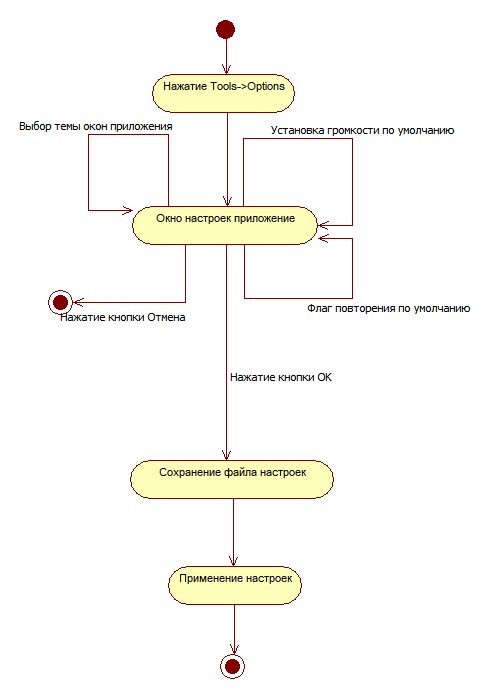 Нажатие Tools->Options
Выбор темы окон приложения
Установка громкости по умолчанию
Окно настроек приложение
Флаг повторения по умолчанию
Нажатие кнопки Отмена
Нажатие кнопки ОК
Сохранение файла настроек
Применение настроек